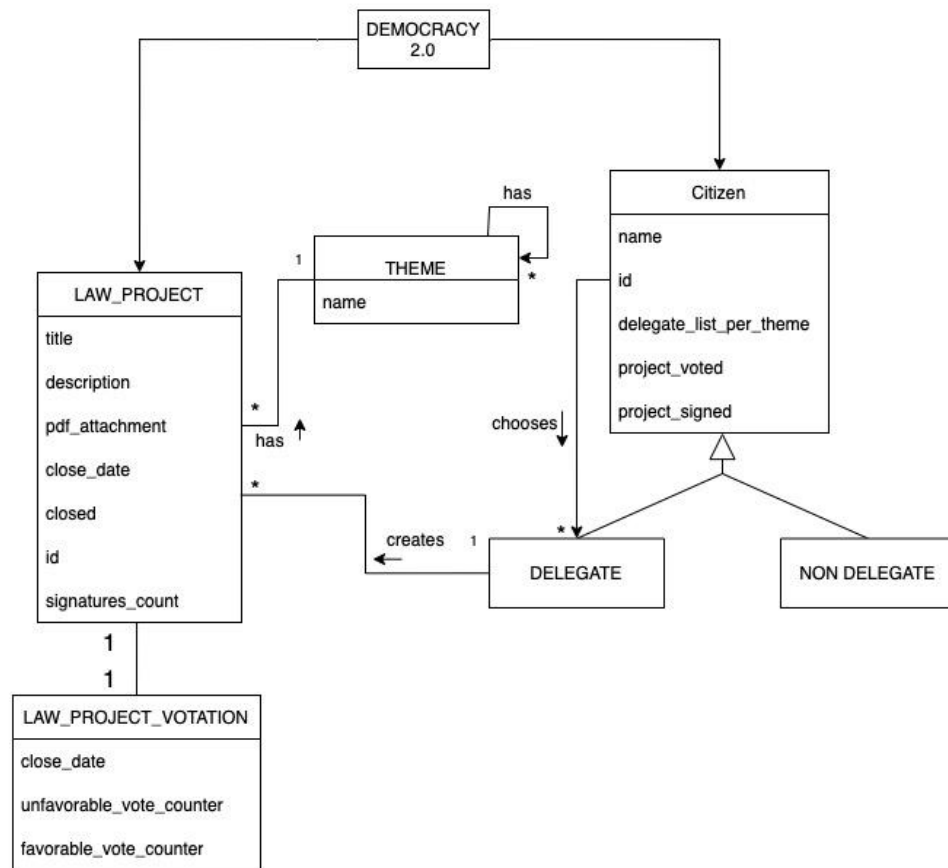 DEMOCRACY
2.0
has
Citizen
name
id
delegate_list_per_theme
project_voted
project_signed
1
THEME
*
name
LAW_PROJECT
title
description
pdf_attachment
close_date
closed
id
signatures_count
*
has
*
chooses
*
creates
1
DELEGATE
NON DELEGATE
1
1
LAW_PROJECT_VOTATION
close_date
unfavorable_vote_counter
favorable_vote_counter